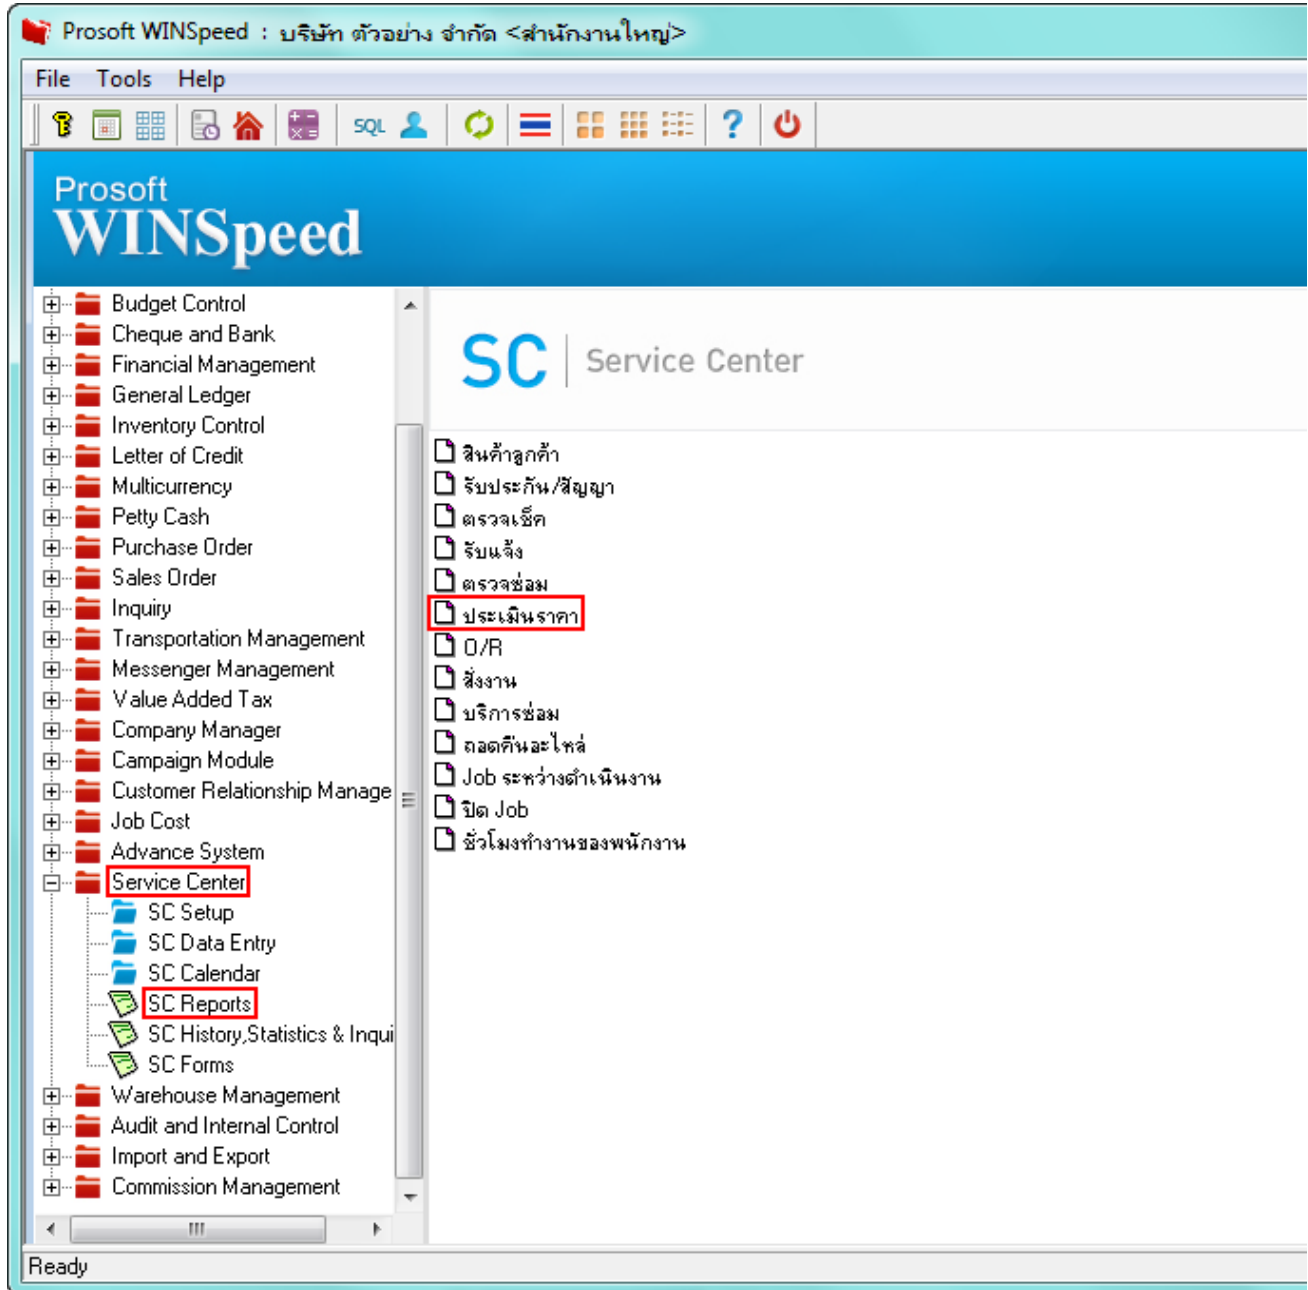 Prosoft WINSpeed : บริษัท ตัวอย่าง จำกัด <สำนักงานใหญ่>
File Tools Help
SQL ?
Prosoft
WINSpeed
Budget Control
Cheque and Bank
Financial Management
General Ledger
Inventory Control
Letter of Credit
Multicurrency
Petty Cash
Purchase Order
Sales Order
Inquiry
Transportation Management
Messenger Management
Value Added Tax
Company Manager
Campaign Module
Customer Relationship Manage
Job Cost
Advance System
Service Center
SC Setup
SC Data Entry
SC Calendar
SC Reports
SC History,Statistics & Inqui
SC Forms
Warehouse Management
Audit and Internal Control
Import and Export
Commission Management
SC Service Center
สินค้าลูกค้า
รับประกัน/สัญญา
ตรวจเช็ค
รับแจ้ง
ตรวจซ่อม
ประเมินราคา
O/R
สั่งงาน
บริการซ่อม
ถอดคืนอะไหล่
Job ระหว่างดำเนินงาน
ปิด Job
ชั่วโมงทำงานของพนักงาน
Ready